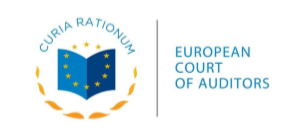 CURIA RATIONUM
EUROPEAN
COURT
OF AUDITORS